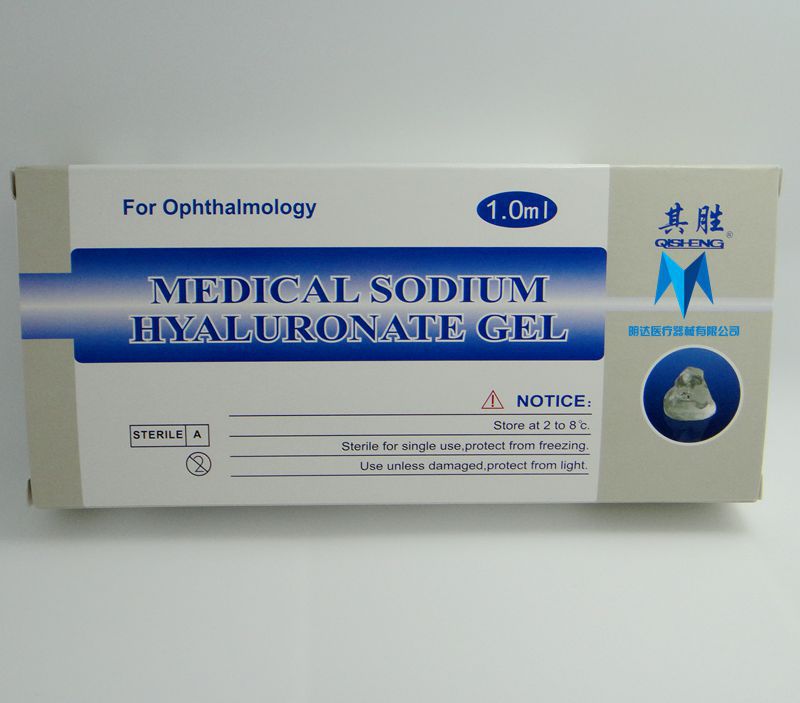 For Ophthalmology
1.0ml
MEDICAL SODIUM
HYALURONATE GEL
其胜®
QISHENG
明达医疗器械有限公司
NOTICE:
Store at 2 to 8℃.
Sterile for single use,protect from freezing.
Use unless damaged,protect from light.
STERILE A
2